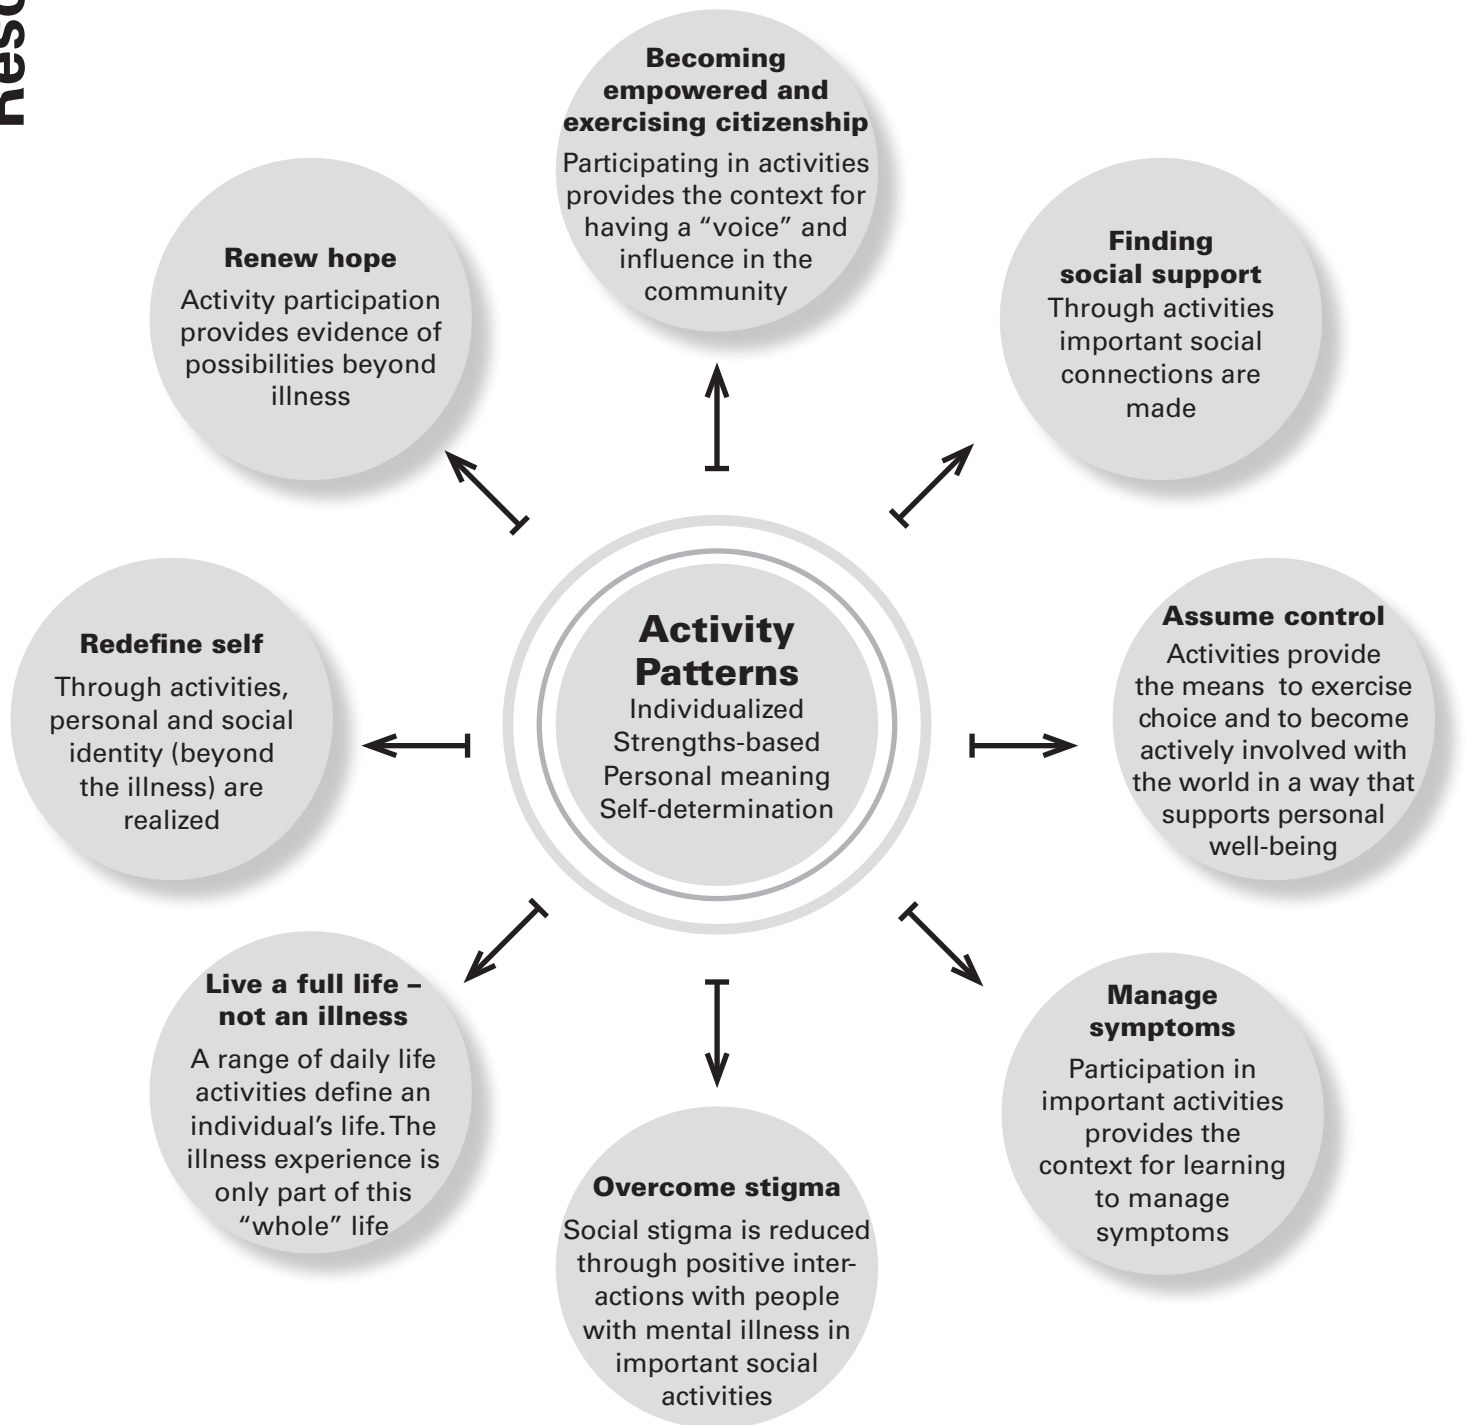 Becoming
empowered and
exercising citizenship
Participating in activities
provides the context for
having a “voice” and
influence in the
community
Finding
social support
Through activities
important social
connections are
made
Assume control
Activities provide
the means to exercise
choice and to become
actively involved with
the world in a way that
supports personal
well-being
Manage
symptoms
Participation in
important activities
provides the
context for learning
to manage
symptoms
Overcome stigma
Social stigma is reduced
through positive inter-
actions with people
with mental illness in
important social
activities
Live a full life –
not an illness
A range of daily life
activities define an
individual’s life. The
illness experience is
only part of this
“whole” life
Redefine self
Through activities,
personal and social
identity (beyond
the illness) are
realized
Renew hope
Activity participation
provides evidence of
possibilities beyond
illness
Activity
Patterns
Individualized
Strengths-based
Personal meaning
Self-determination